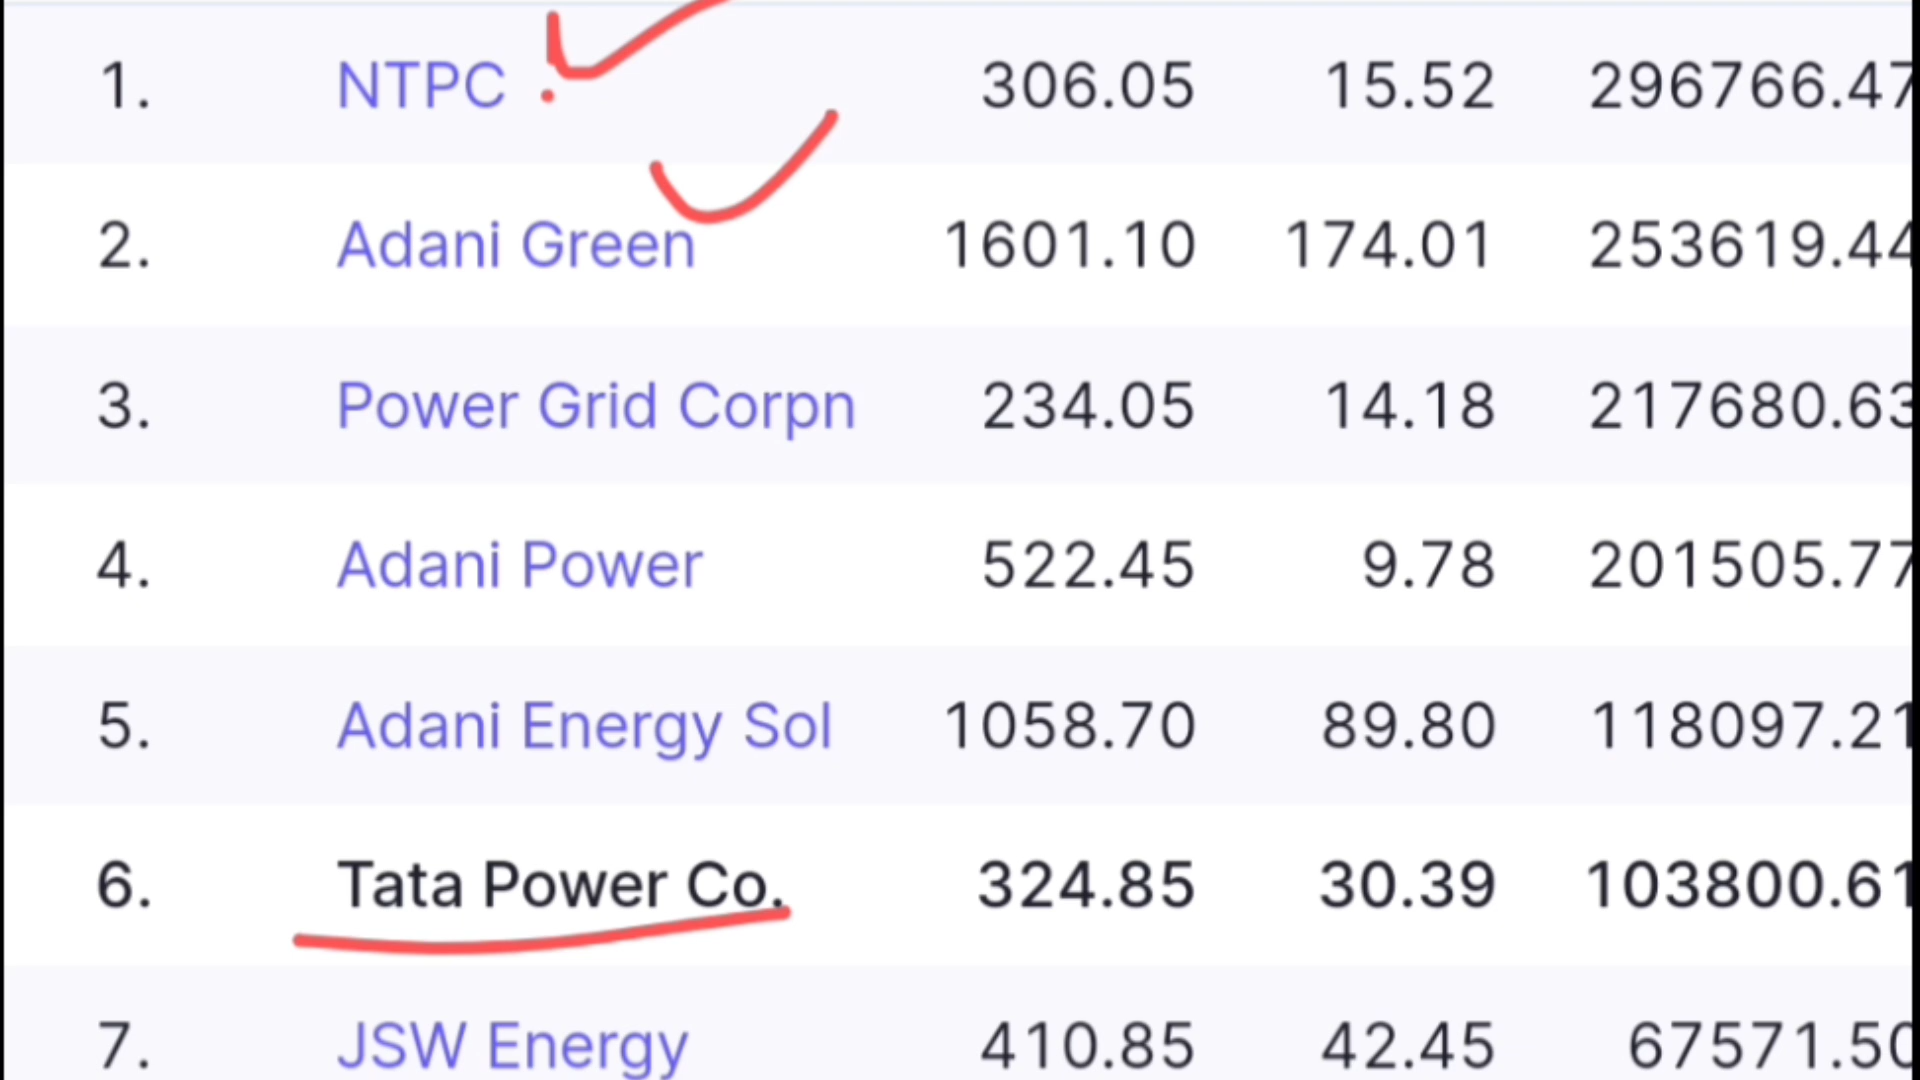 1. NTPC 306.05 15.52 296766.47
2. Adani Green 1601.10 174.01 253619.44
3. Power Grid Corpn 234.05 14.18 217680.63
4. Adani Power 522.45 9.78 201505.77
5. Adani Energy Sol 1058.70 89.80 118097.21
6. Tata Power Co. 324.85 30.39 103800.61
7. JSW Energy 410.85 42.45 67571.50